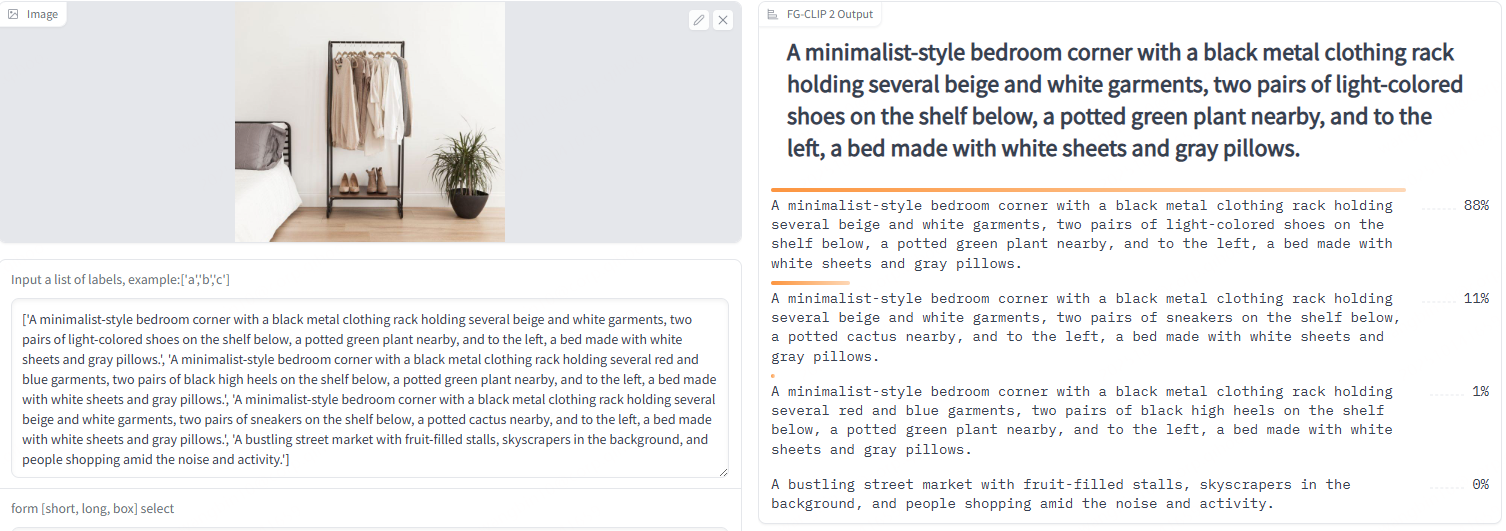 Image
Input a list of labels, example:['a','b','c']
['A minimalist-style bedroom corner with a black metal clothing rack holding several beige and white garments, two
pairs of light-colored shoes on the shelf below, a potted green plant nearby, and to the left, a bed made with white
sheets and gray pillows.', 'A minimalist-style bedroom corner with a black metal clothing rack holding several red and
blue garments, two pairs of black high heels on the shelf below, a potted green plant nearby, and to the left, a bed made
with white sheets and gray pillows.', 'A minimalist-style bedroom corner with a black metal clothing rack holding several
beige and white garments, two pairs of sneakers on the shelf below, a potted cactus nearby, and to the left, a bed made
with white sheets and gray pillows.', 'A bustling street market with fruit-filled stalls, skyscrapers in the background, and
people shopping amid the noise and activity.']
form [short, long, box] select
FG-CLIP 2 Output
A minimalist-style bedroom corner with a black metal clothing rack
holding several beige and white garments, two pairs of light-colored
shoes on the shelf below, a potted green plant nearby, and to the
left, a bed made with white sheets and gray pillows.
A minimalist-style bedroom corner with a black metal clothing rack holding 88%
several beige and white garments, two pairs of light-colored shoes on the
shelf below, a potted green plant nearby, and to the left, a bed made with
white sheets and gray pillows.
A minimalist-style bedroom corner with a black metal clothing rack holding 11%
several beige and white garments, two pairs of sneakers on the shelf below,
a potted cactus nearby, and to the left, a bed made with white sheets and
gray pillows.
A minimalist-style bedroom corner with a black metal clothing rack holding 1%
several red and blue garments, two pairs of black high heels on the shelf
below, a potted green plant nearby, and to the left, a bed made with white
sheets and gray pillows.
A bustling street market with fruit-filled stalls, skyscrapers in the 0%
background, and people shopping amid the noise and activity.